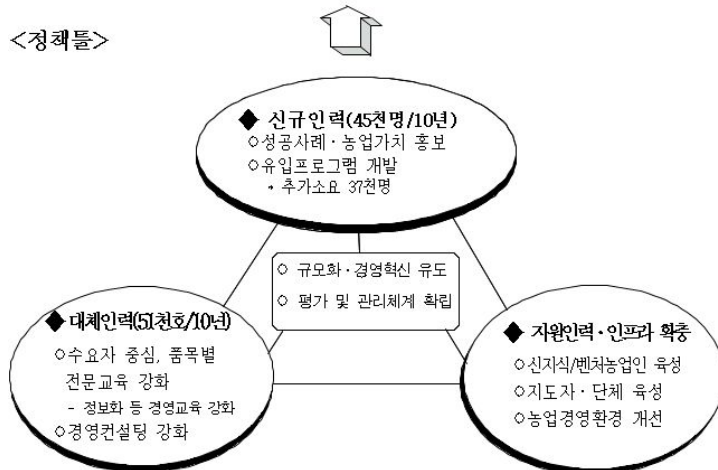 <정책틀>
◆ 신규인력(45천명/10년)
○성공사례·농업가치 홍보
○유입프로그램 개발
* 추가소요 37천명
○ 규모화·경영혁신 유도
○ 평가 및 관리체계 확립
◆대체인력(51천호/10년)
○수요자 중심, 품목별
전문교육 강화
- 정보화 등 경영교육 강화
○경영컨설팅 강화
◆ 지원인력·인프라 확충
○신지식/벤처농업인 육성
○지도자·단체 육성
○농업경영환경 개선